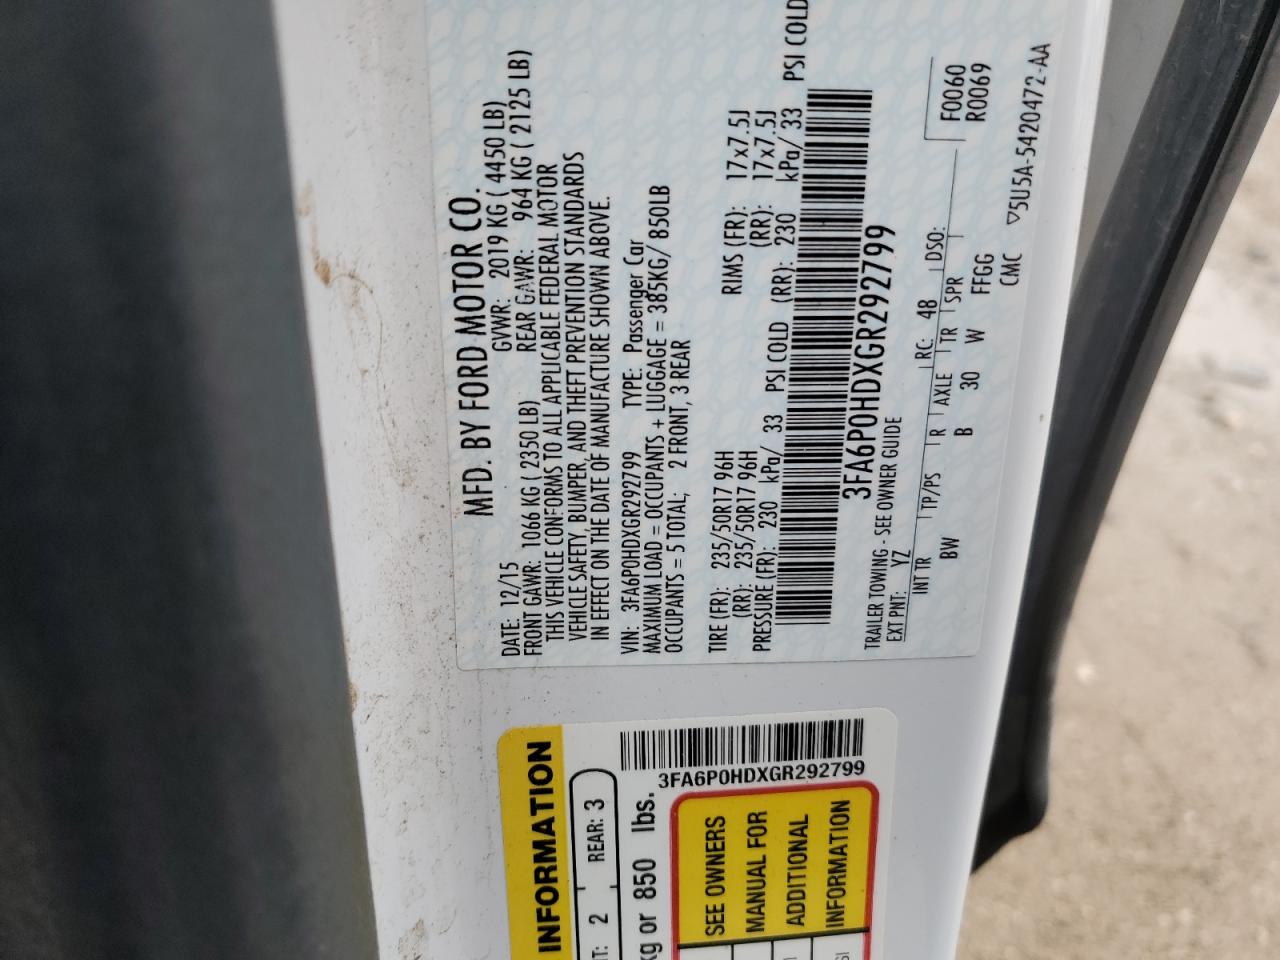 MFD. BY FORD MOTOR CO.
DATE: 12/15 GVWR: 2019 KG ( 4450 LB)
FRONT GAWR: 1066 KG ( 2350 LB) REAR GAWR: 964 KG ( 2125 LB)
THIS VEHICLE CONFORMS TO ALL APPLICABLE FEDERAL MOTOR
VEHICLE SAFETY, BUMPER, AND THEFT PREVENTION STANDARDS
IN EFFECT ON THE DATE OF MANUFACTURE SHOWN ABOVE.
VIN: 3FA6P0HDXGR292799 TYPE: Passenger Car
MAXIMUM LOAD = OCCUPANTS + LUGGAGE = 385KG/ 850LB
OCCUPANTS = 5 TOTAL; 2 FRONT, 3 REAR
TIRE (FR): 235/50R17 96H RIMS (FR): 17x7.5J
(RR): 235/50R17 96H (RR): 17x7.5J
PRESSURE (FR): 230 kPa/ 33 PSI COLD (RR): 230 kPa/ 33 PSI COLD
3FA6P0HDXGR292799
TRAILER TOWING - SEE OWNER GUIDE
EXT PNT: YZ RC: 48 DSO: F0060
R0069
INT TR TP/PS R AXLE TR SPR
BW B 30 W FFGG
CMC ▽5U5A-5420472-AA
INFORMATION
2 REAR: 3
kg or 850 lbs.
3FA6P0HDXGR292799
SEE OWNERS
MANUAL FOR
ADDITIONAL
INFORMATION